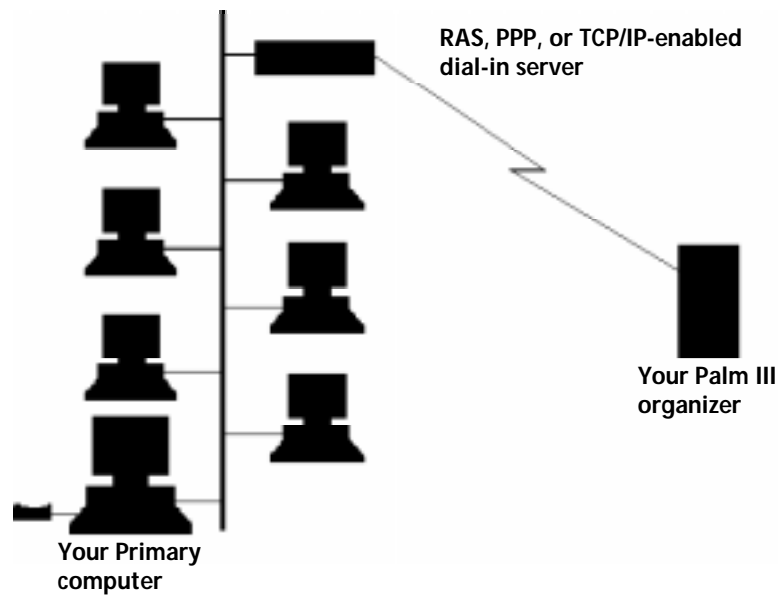 RAS, PPP, or TCP/IP-enabled
dial-in server
Your Palm III
organizer
Your Primary
computer